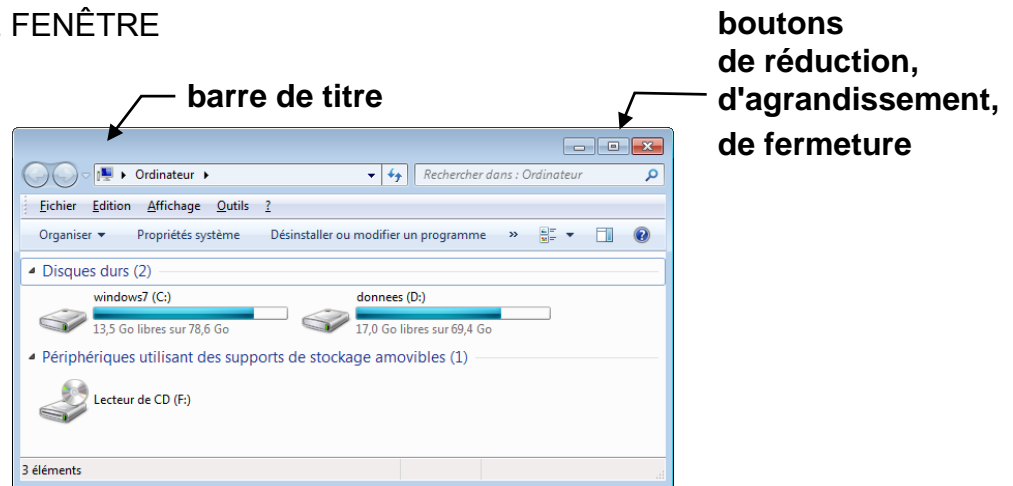 FENÊTRE
boutons
de réduction,
d'agrandissement,
de fermeture
barre de titre
Ordinateur
Rechercher dans : Ordinateur
Fichier Edition Affichage Outils ?
Organiser Propriétés système Désinstaller ou modifier un programme »
Disques durs (2)
windows7 (C:) donnees (D:)
13,5 Go libres sur 78,6 Go 17,0 Go libres sur 69,4 Go
Périphériques utilisant des supports de stockage amovibles (1)
Lecteur de CD (F:)
3 éléments